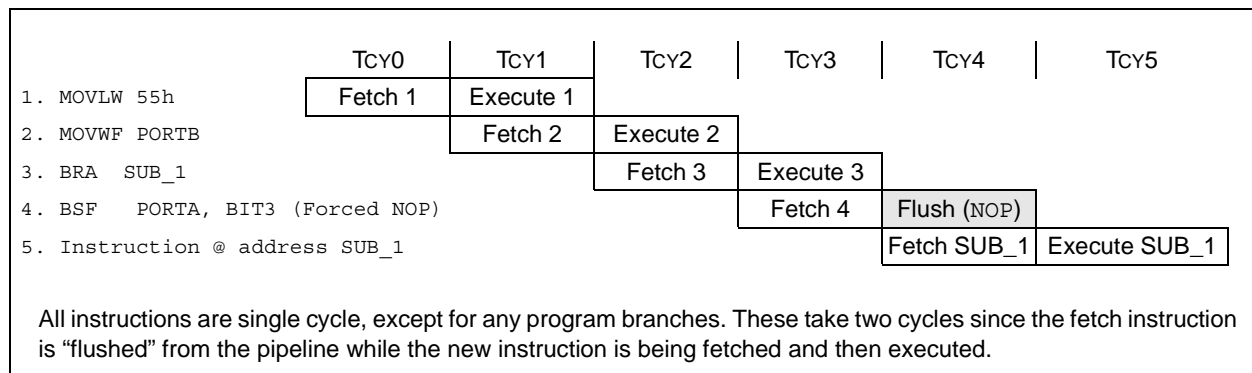 TCY0 TCY1 TCY2 TCY3 TCY4 TCY5
1. MOVLW 55h Fetch 1 Execute 1
2. MOVWF PORTB Fetch 2 Execute 2
3. BRA SUB_1 Fetch 3 Execute 3
4. BSF PORTA, BIT3 (Forced NOP) Fetch 4 Flush (NOP)
5. Instruction @ address SUB_1 Fetch SUB_1 Execute SUB_1
All instructions are single cycle, except for any program branches. These take two cycles since the fetch instruction
is “flushed” from the pipeline while the new instruction is being fetched and then executed.